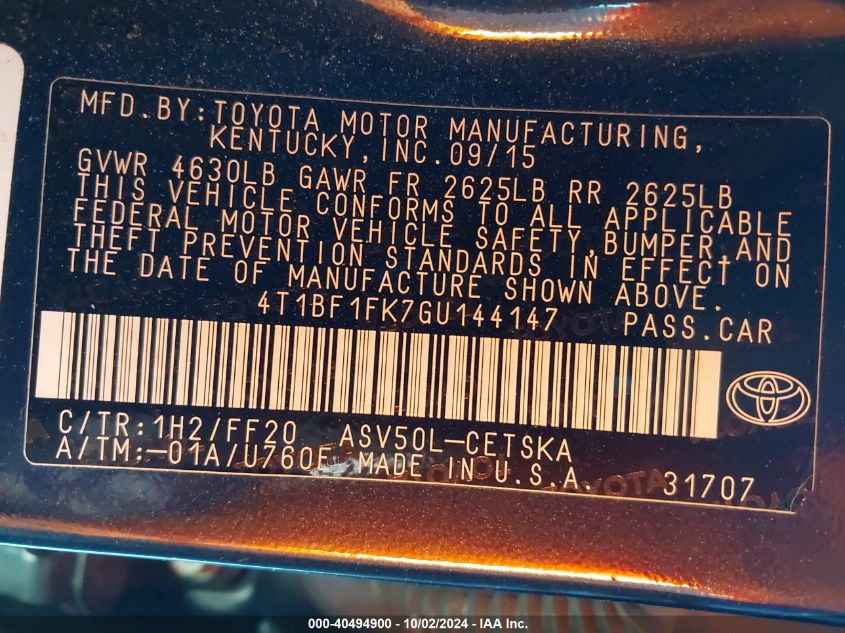 MFD.BY:TOYOTA MOTOR MANUFACTURING,
KENTUCKY,INC.09/15
GVWR 4630LB GAWR FR 2625LB RR 2625LB
THIS VEHICLE CONFORMS TO ALL APPLICABLE
FEDERAL MOTOR VEHICLE SAFETY,BUMPER,AND
THEFT PREVENTION STANDARDS IN EFFECT ON
THE DATE OF MANUFACTURE SHOWN ABOVE.
4T1BF1FK7GU144147 PASS.CAR
C/TR:1H2/FF20 ASV50L-CETSKA
A/TM:-01A/U760E MADE IN U.S.A. 31707
000-40494900 - 10/02/2024 - IAA Inc.